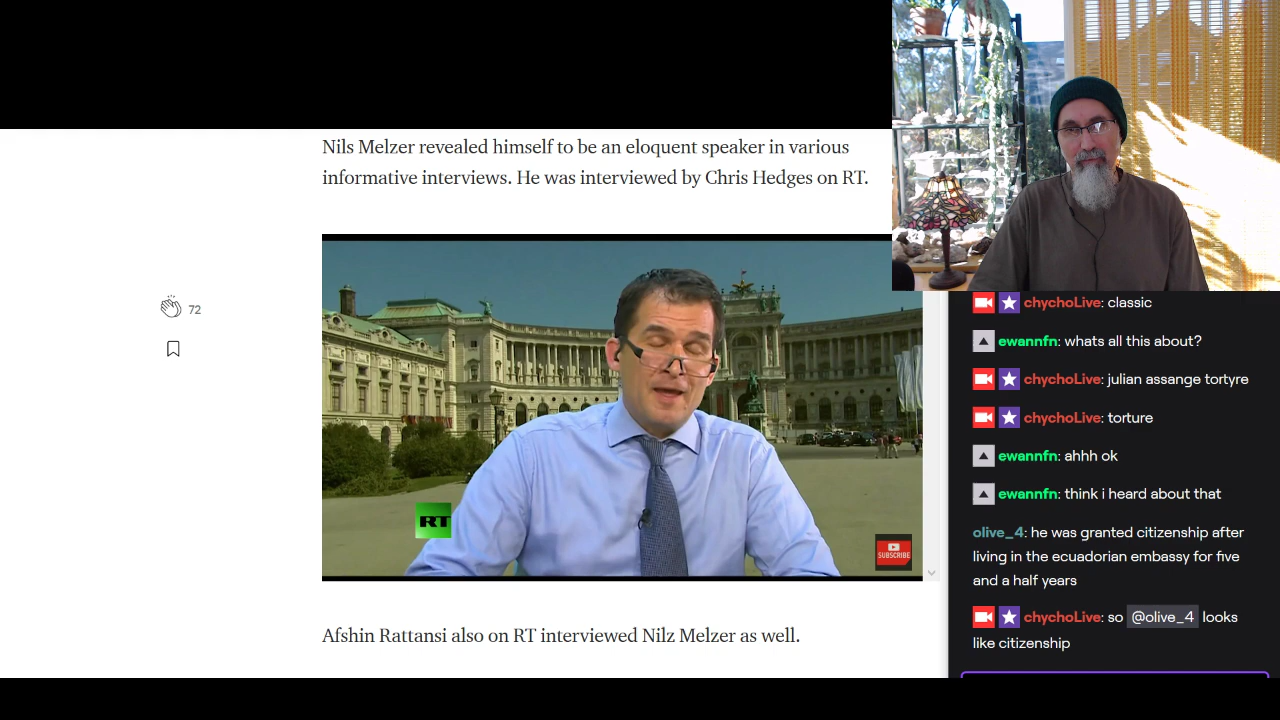 Nils Melzer revealed himself to be an eloquent speaker in various
informative interviews. He was interviewed by Chris Hedges on RT.
72
RT
SUBSCRIBE
Afshin Rattansi also on RT interviewed Nilz Melzer as well.
chychoLive: classic
ewannfn: whats all this about?
chychoLive: julian assange tortyre
chychoLive: torture
ewannfn: ahhh ok
ewannfn: think i heard about that
olive_4: he was granted citizenship after
living in the ecuadorian embassy for five
and a half years
chychoLive: so @olive_4 looks
like citizenship